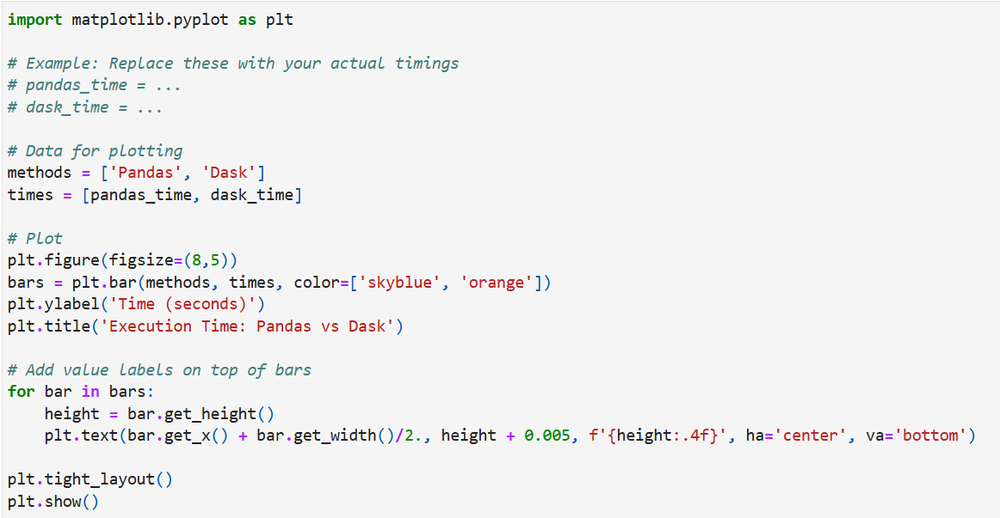 import matplotlib.pyplot as plt
# Example: Replace these with your actual timings
# pandas_time = ...
# dask_time = ...
# Data for plotting
methods = ['Pandas', 'Dask']
times = [pandas_time, dask_time]
# Plot
plt.figure(figsize=(8,5))
bars = plt.bar(methods, times, color=['skyblue', 'orange'])
plt.ylabel('Time (seconds)')
plt.title('Execution Time: Pandas vs Dask')
# Add value labels on top of bars
for bar in bars:
    height = bar.get_height()
    plt.text(bar.get_x() + bar.get_width()/2., height + 0.005, f'{height:.4f}', ha='center', va='bottom')
plt.tight_layout()
plt.show()